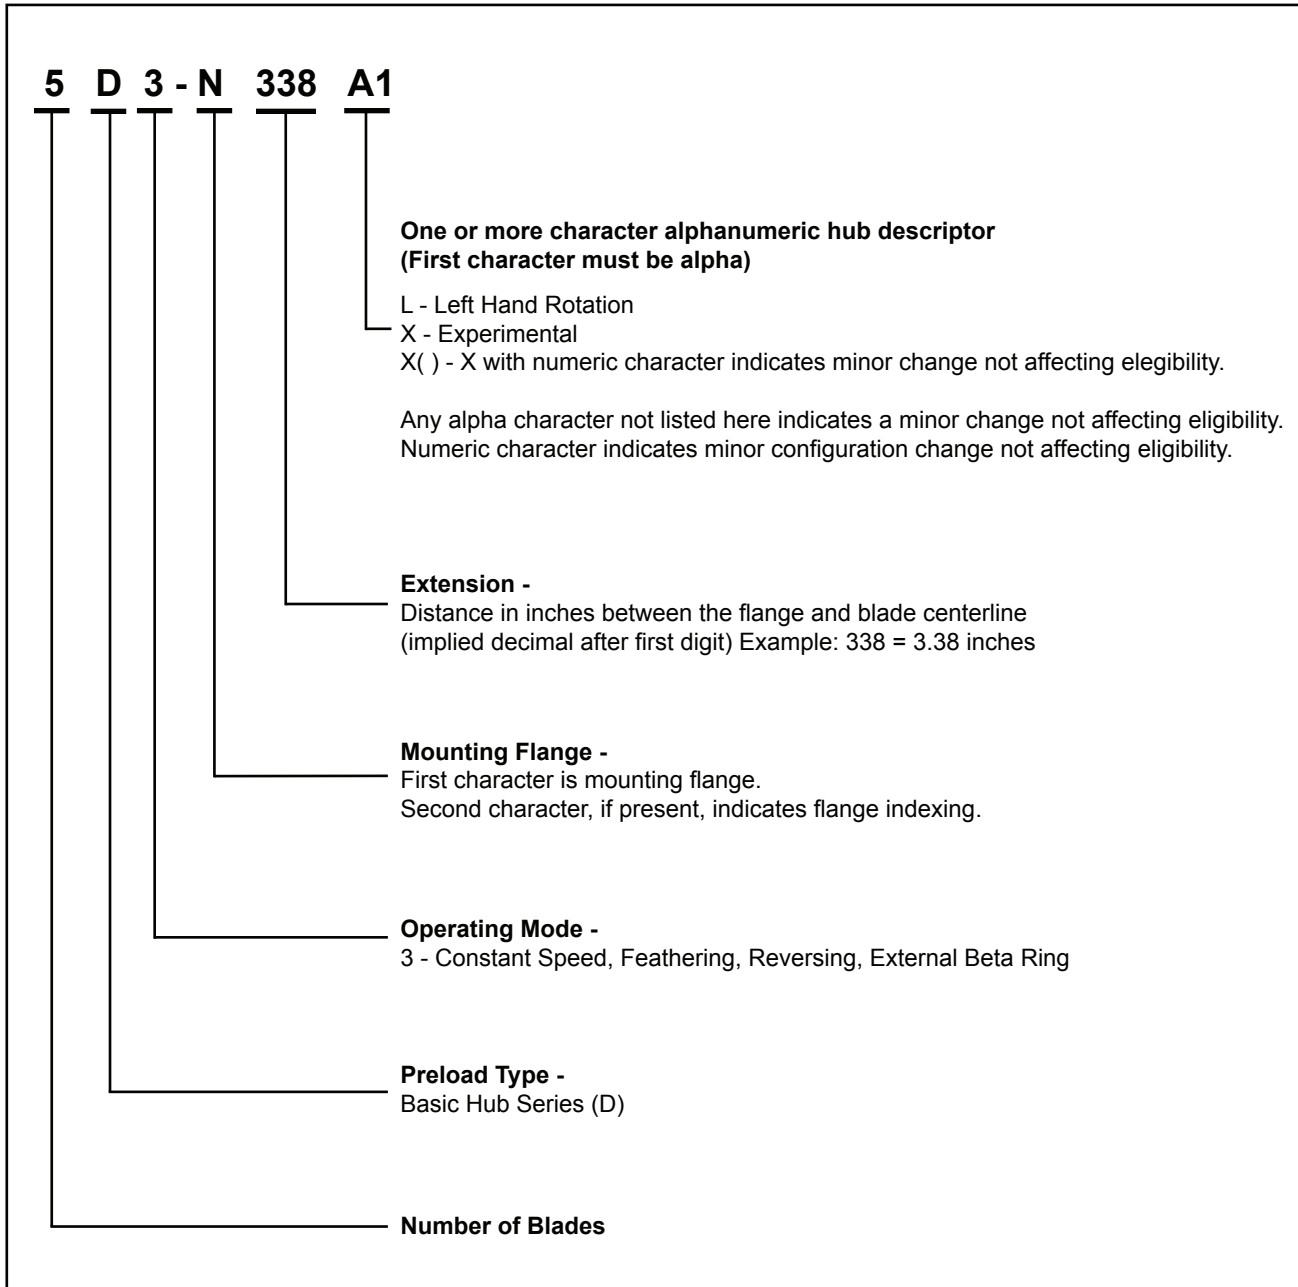 5 D 3 - N 338 A1
One or more character alphanumeric hub descriptor
(First character must be alpha)
L - Left Hand Rotation
X - Experimental
X( ) - X with numeric character indicates minor change not affecting elegibility.
Any alpha character not listed here indicates a minor change not affecting eligibility.
Numeric character indicates minor configuration change not affecting eligibility.
Extension -
Distance in inches between the flange and blade centerline
(implied decimal after first digit) Example: 338 = 3.38 inches
Mounting Flange -
First character is mounting flange.
Second character, if present, indicates flange indexing.
Operating Mode -
3 - Constant Speed, Feathering, Reversing, External Beta Ring
Preload Type -
Basic Hub Series (D)
Number of Blades